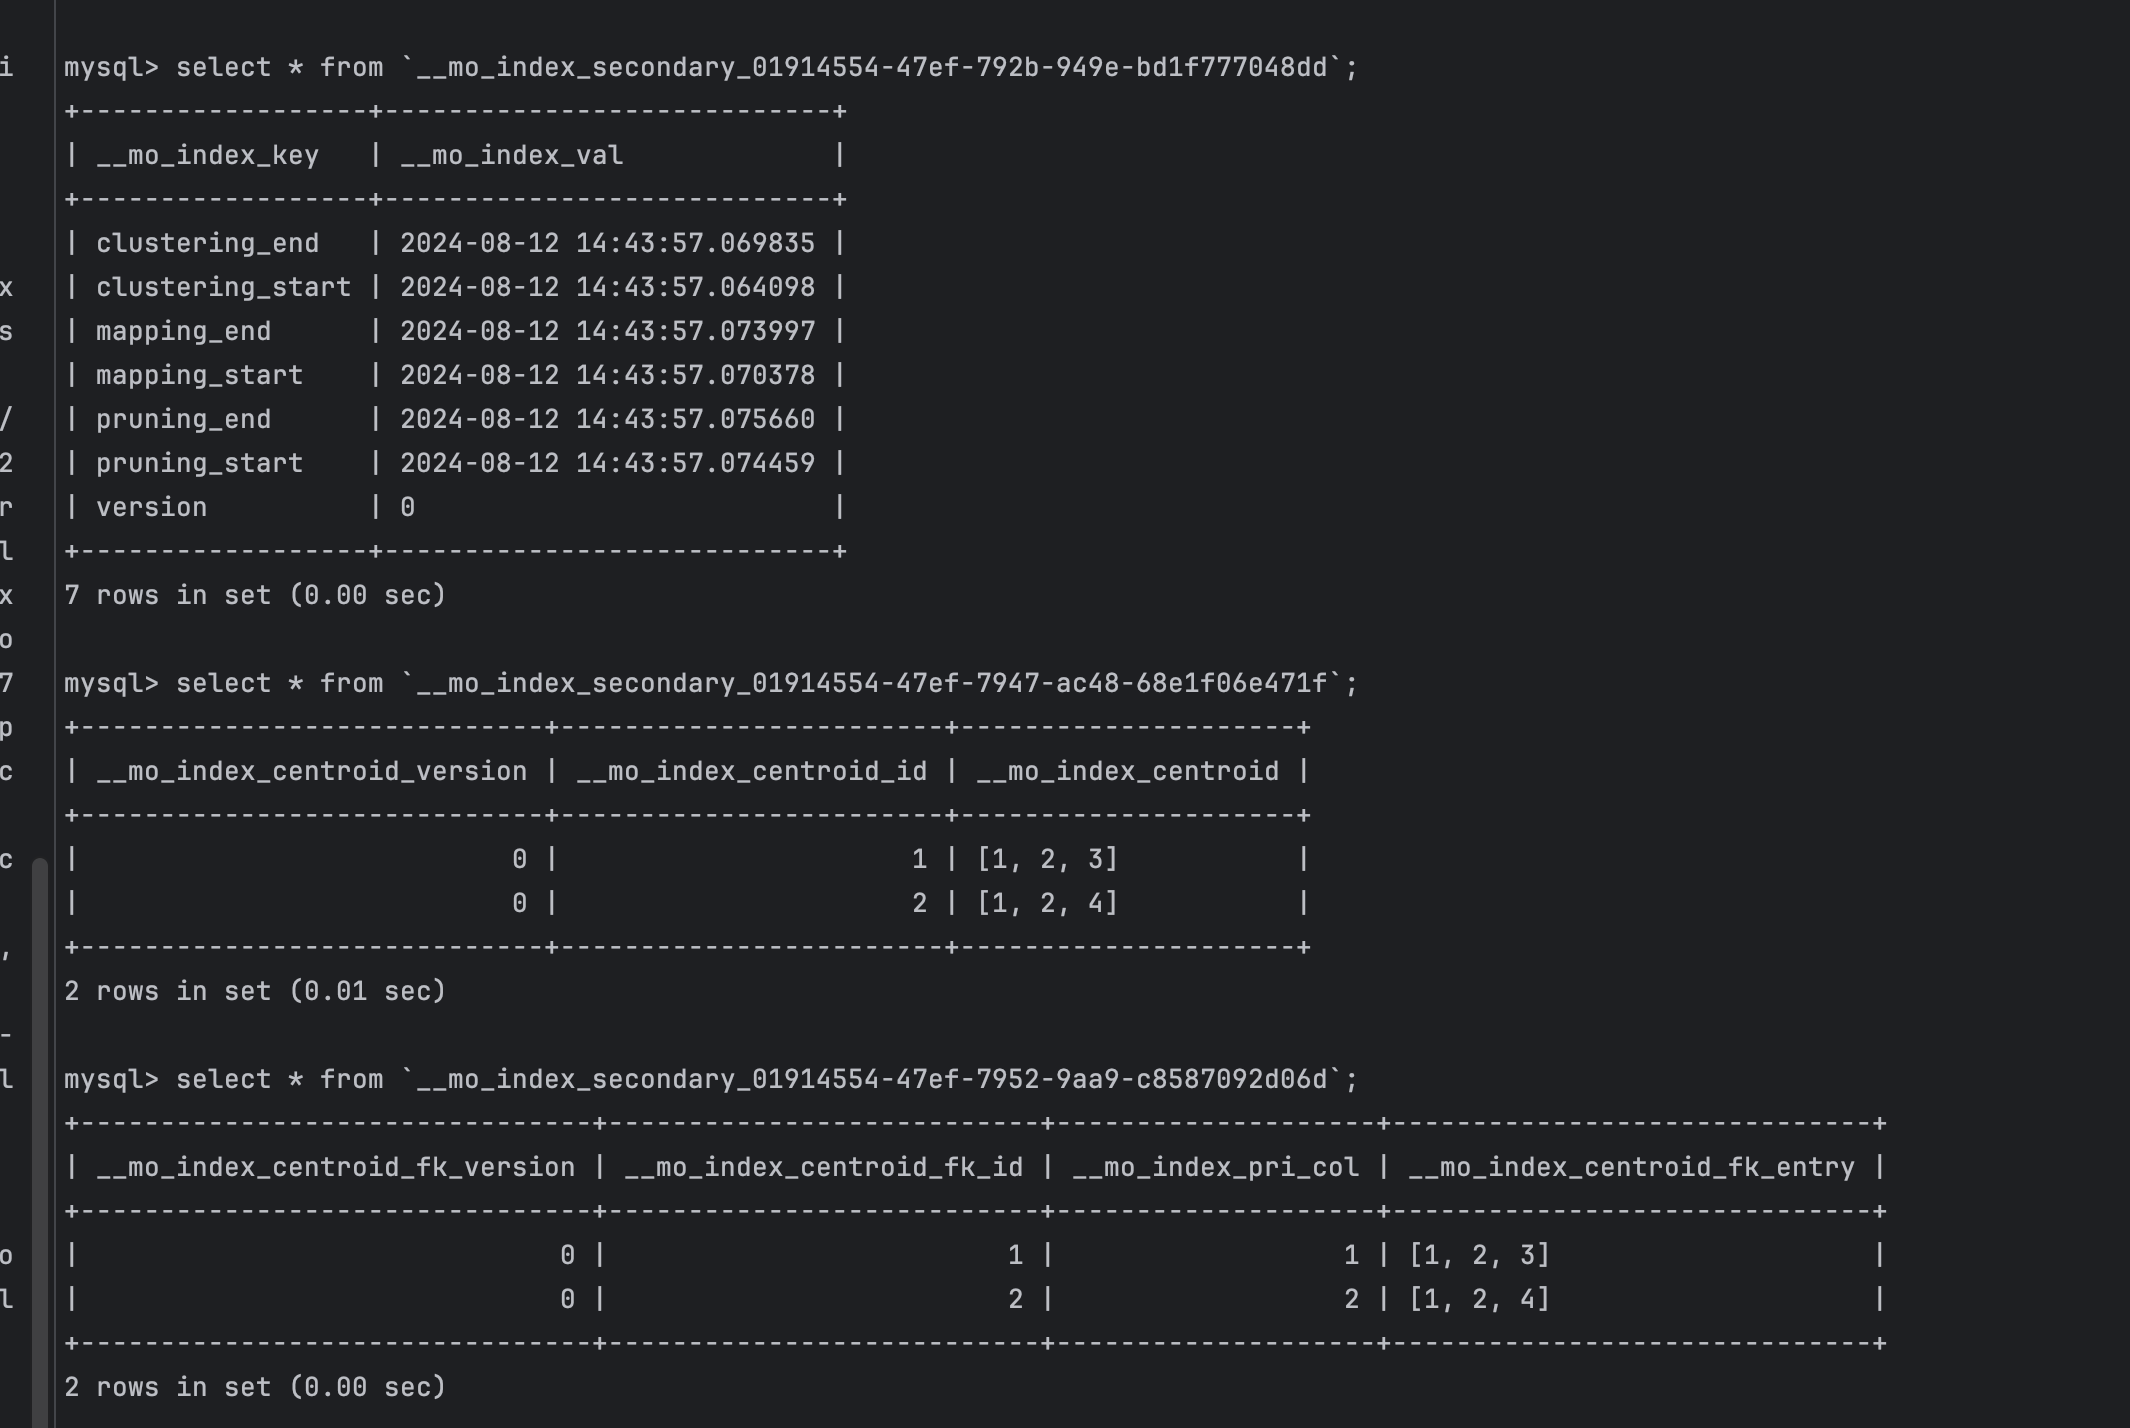 mysql> select * from `__mo_index_secondary_01914554-47ef-792b-949e-bd1f777048dd`;
+------------------+----------------------------+
| __mo_index_key   | __mo_index_val             |
+------------------+----------------------------+
| clustering_end   | 2024-08-12 14:43:57.069835 |
| clustering_start | 2024-08-12 14:43:57.064098 |
| mapping_end      | 2024-08-12 14:43:57.073997 |
| mapping_start    | 2024-08-12 14:43:57.070378 |
| pruning_end      | 2024-08-12 14:43:57.075660 |
| pruning_start    | 2024-08-12 14:43:57.074459 |
| version          | 0                          |
+------------------+----------------------------+
7 rows in set (0.00 sec)
mysql> select * from `__mo_index_secondary_01914554-47ef-7947-ac48-68e1f06e471f`;
+-----------------------------+------------------------+---------------------+
| __mo_index_centroid_version | __mo_index_centroid_id | __mo_index_centroid |
+-----------------------------+------------------------+---------------------+
|                           0 |                      1 | [1, 2, 3]           |
|                           0 |                      2 | [1, 2, 4]           |
+-----------------------------+------------------------+---------------------+
2 rows in set (0.01 sec)
mysql> select * from `__mo_index_secondary_01914554-47ef-7952-9aa9-c8587092d06d`;
+--------------------------------+---------------------------+--------------------+------------------------------+
| __mo_index_centroid_fk_version | __mo_index_centroid_fk_id | __mo_index_pri_col | __mo_index_centroid_fk_entry |
+--------------------------------+---------------------------+--------------------+------------------------------+
|                              0 |                         1 |                  1 | [1, 2, 3]                    |
|                              0 |                         2 |                  2 | [1, 2, 4]                    |
+--------------------------------+---------------------------+--------------------+------------------------------+
2 rows in set (0.00 sec)